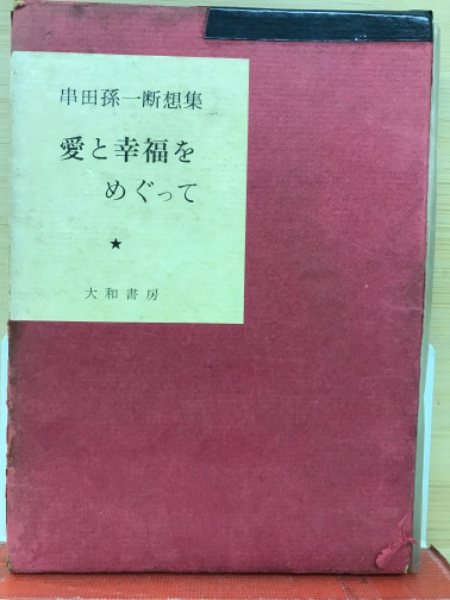 串田孫一断想集
愛と幸福を
めぐって
★
大和書房